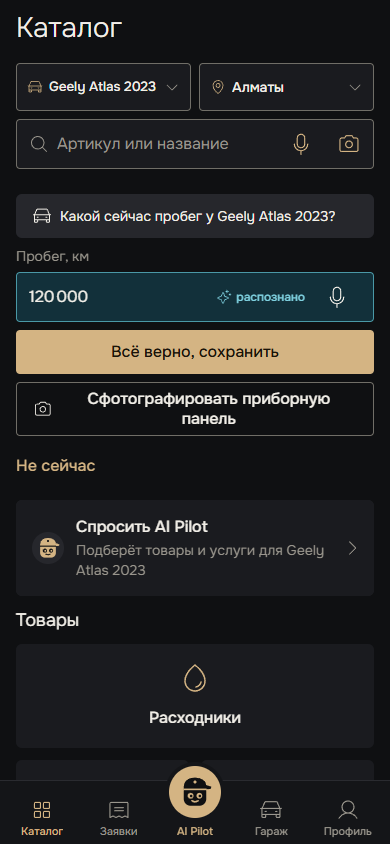 Каталог
Geely Atlas 2023
Алматы
Артикул или название
Какой сейчас пробег у Geely Atlas 2023?
Пробег, км
120 000
распознано
Всё верно, сохранить
Сфотографировать приборную
панель
Не сейчас
Спросить AI Pilot
Подберёт товары и услуги для Geely
Atlas 2023
Товары
Расходники
Каталог
Заявки
AI Pilot
Гараж
Профиль